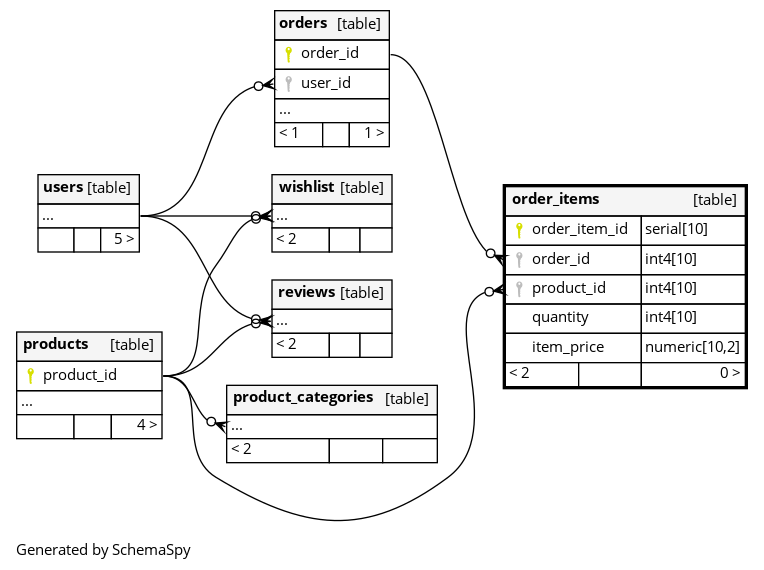 orders [table]
order_id
user_id
...
< 1 1 >
users [table]
...
5 >
wishlist [table]
...
< 2
order_items [table]
order_item_id serial[10]
order_id int4[10]
product_id int4[10]
quantity int4[10]
item_price numeric[10,2]
< 2 0 >
reviews [table]
...
< 2
products [table]
product_id
...
4 >
product_categories [table]
...
< 2
Generated by SchemaSpy